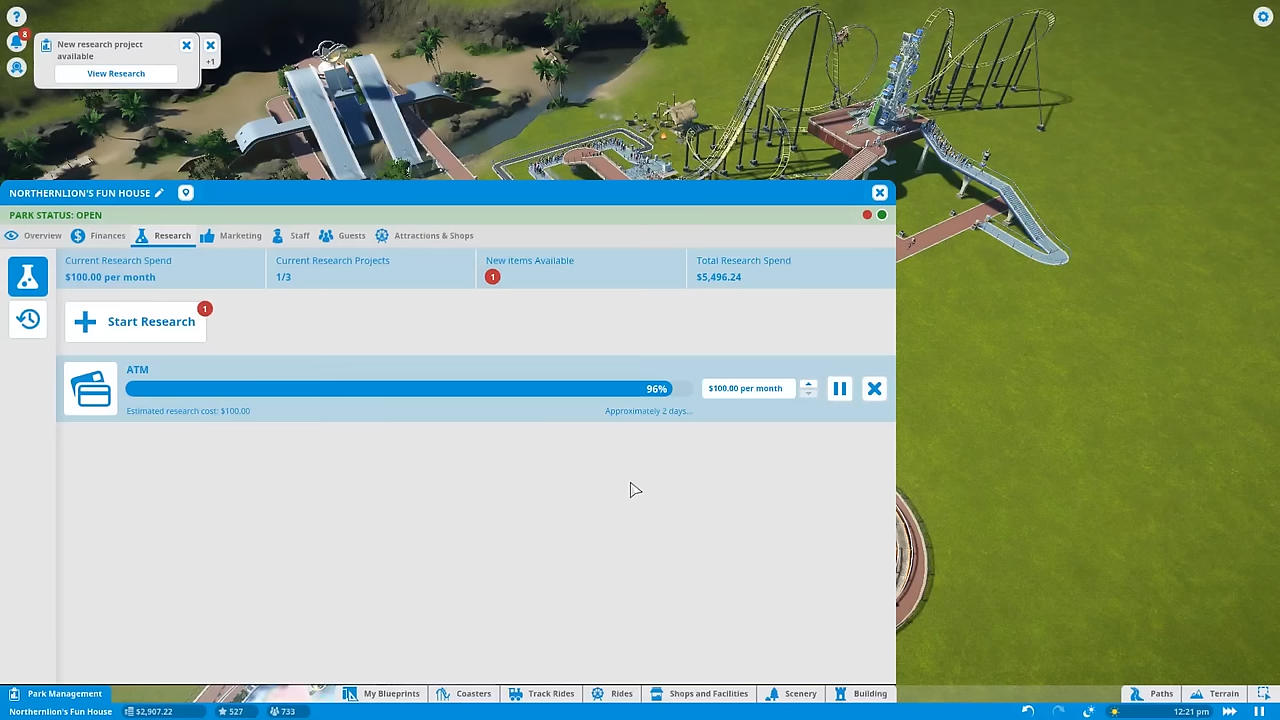 ?
8
New research project
available
View Research
+1
NORTHERNLION'S FUN HOUSE
PARK STATUS: OPEN
Overview
Finances
Research
Marketing
Staff
Guests
Attractions & Shops
Current Research Spend
$100.00 per month
Current Research Projects
1/3
New items Available
1
Total Research Spend
$5,496.24
Start Research
1
ATM
96%
$100.00 per month
Estimated research cost: $100.00
Approximately 2 days...
Park Management
My Blueprints
Coasters
Track Rides
Rides
Shops and Facilities
Scenery
Building
Paths
Terrain
Northernlion's Fun House
$2,907.22
527
733
12:21 pm